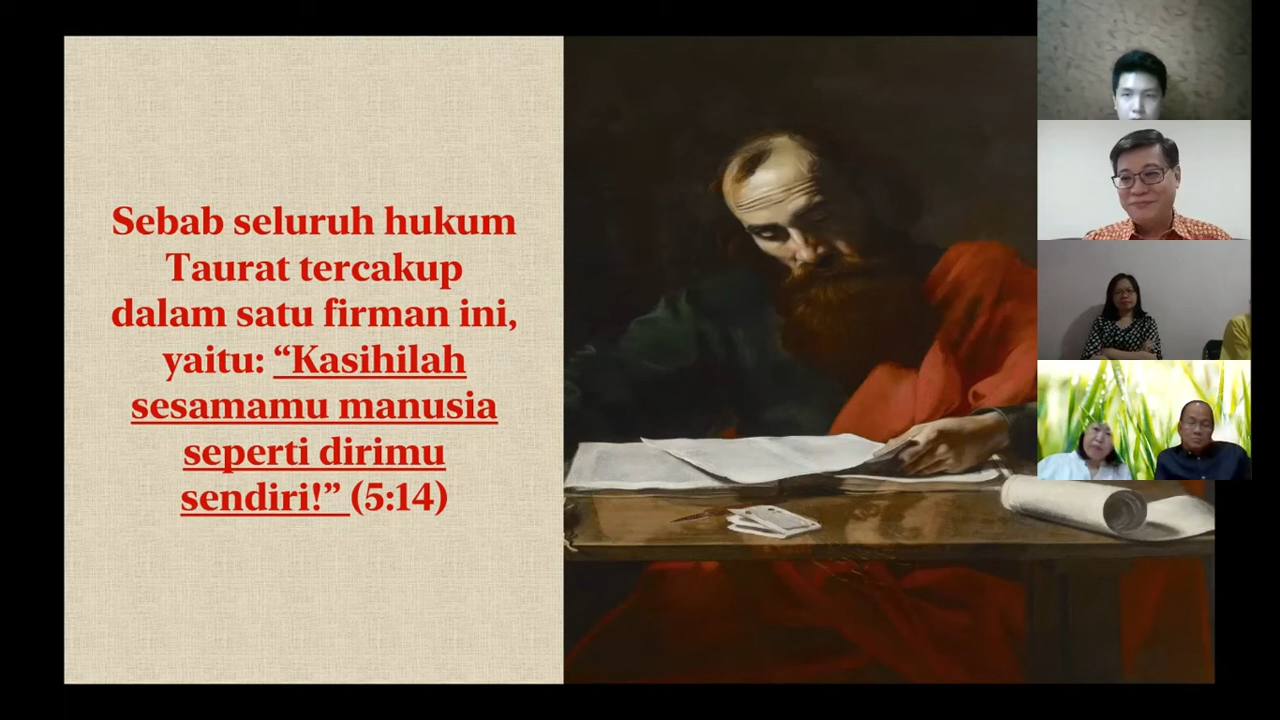 Sebab seluruh hukum
Taurat tercakup
dalam satu firman ini,
yaitu: “Kasihilah
sesamamu manusia
seperti dirimu
sendiri!” (5:14)